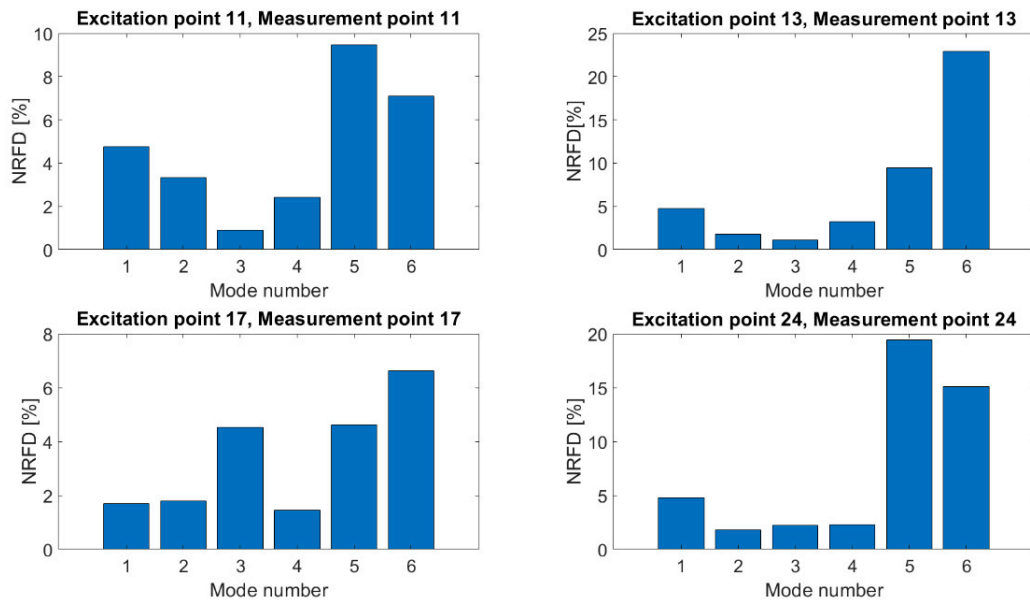 Excitation point 11, Measurement point 11
NRFD [%]
10
8
6
4
2
0
1 2 3 4 5 6
Mode number
Excitation point 13, Measurement point 13
NRFD[%]
25
20
15
10
5
0
1 2 3 4 5 6
Mode number
Excitation point 17, Measurement point 17
NRFD [%]
8
6
4
2
0
1 2 3 4 5 6
Mode number
Excitation point 24, Measurement point 24
NRFD [%]
20
15
10
5
0
1 2 3 4 5 6
Mode number